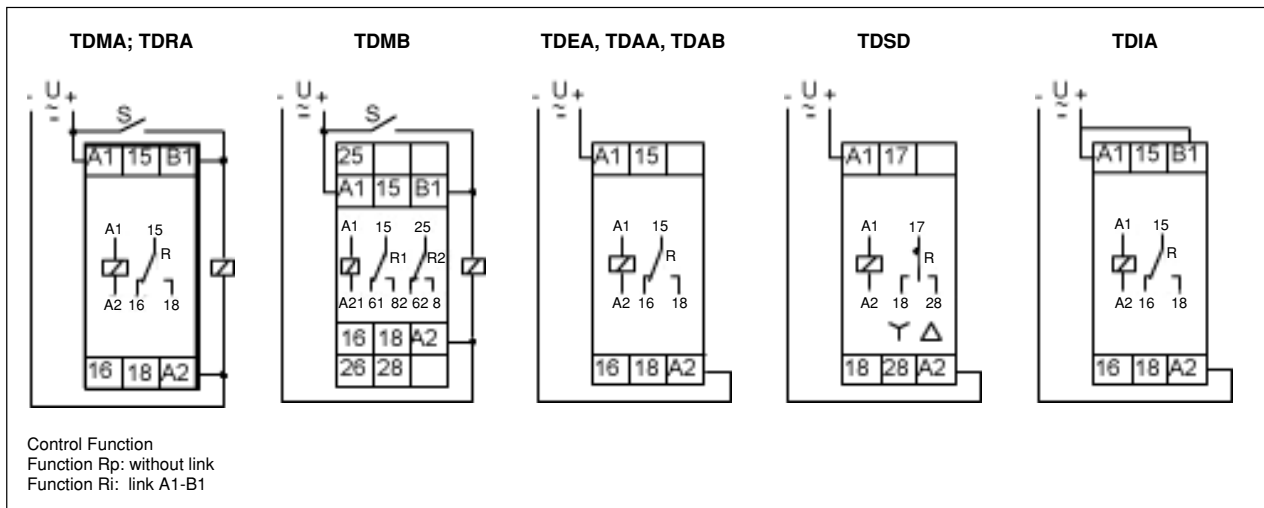 TDMA; TDRA
- U +
≂
S
A1 15 B1
A1 15
R
A2 16 18
16 18 A2
TDMB
- U +
≂
S
25
A1 15 B1
A1 15 25
R1 R2
A21 61 82 62 8
16 18 A2
26 28
TDEA, TDAA, TDAB
- U +
≂
A1 15
A1 15
R
A2 16 18
16 18 A2
TDSD
- U +
≂
A1 17
A1 17
R
A2 18 28
18 28 A2
TDIA
- U +
≂
A1 15 B1
A1 15
R
A2 16 18
16 18 A2
Control Function
Function Rp: without link
Function Ri: link A1-B1